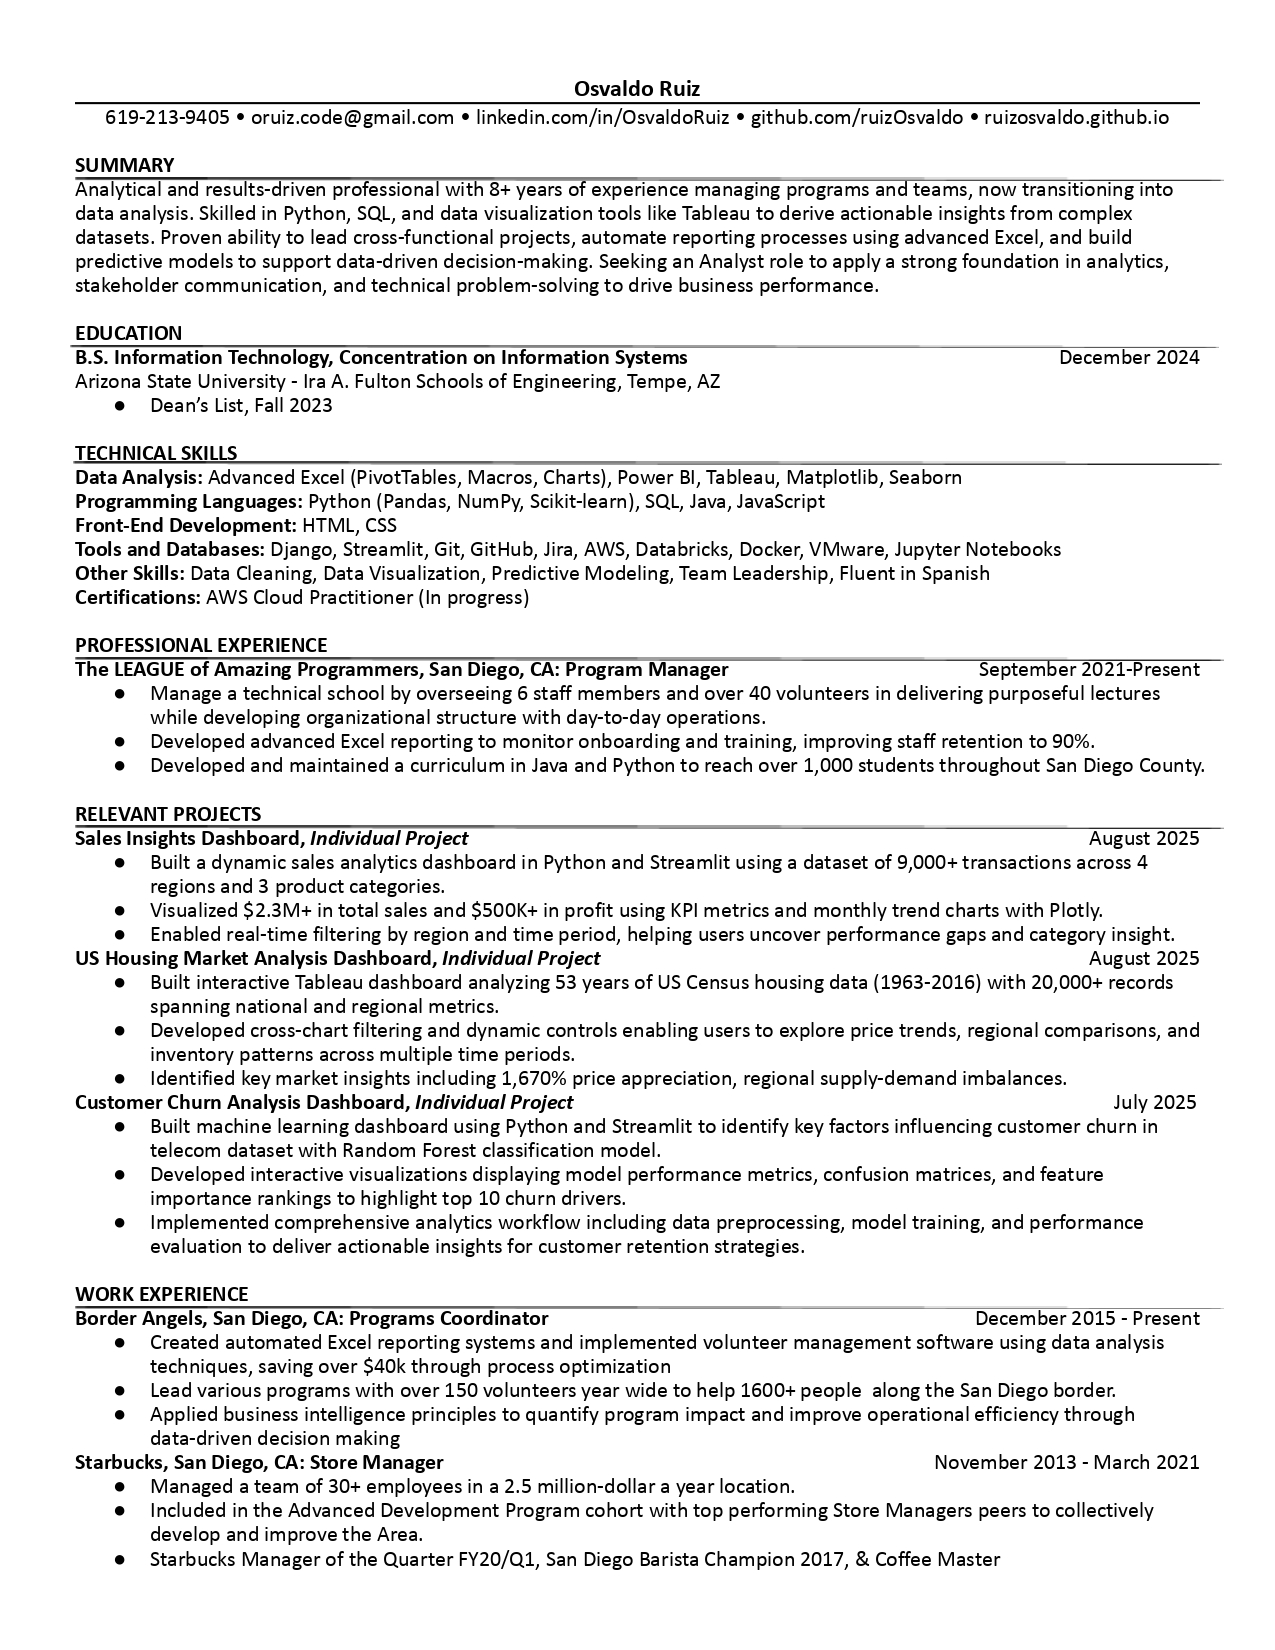 Osvaldo Ruiz
619-213-9405 • oruiz.code@gmail.com • linkedin.com/in/OsvaldoRuiz • github.com/ruizOsvaldo • ruizosvaldo.github.io
SUMMARY
Analytical and results-driven professional with 8+ years of experience managing programs and teams, now transitioning into
data analysis. Skilled in Python, SQL, and data visualization tools like Tableau to derive actionable insights from complex
datasets. Proven ability to lead cross-functional projects, automate reporting processes using advanced Excel, and build
predictive models to support data-driven decision-making. Seeking an Analyst role to apply a strong foundation in analytics,
stakeholder communication, and technical problem-solving to drive business performance.
EDUCATION
B.S. Information Technology, Concentration on Information Systems December 2024
Arizona State University - Ira A. Fulton Schools of Engineering, Tempe, AZ
● Dean’s List, Fall 2023
TECHNICAL SKILLS
Data Analysis: Advanced Excel (PivotTables, Macros, Charts), Power BI, Tableau, Matplotlib, Seaborn
Programming Languages: Python (Pandas, NumPy, Scikit-learn), SQL, Java, JavaScript
Front-End Development: HTML, CSS
Tools and Databases: Django, Streamlit, Git, GitHub, Jira, AWS, Databricks, Docker, VMware, Jupyter Notebooks
Other Skills: Data Cleaning, Data Visualization, Predictive Modeling, Team Leadership, Fluent in Spanish
Certifications: AWS Cloud Practitioner (In progress)
PROFESSIONAL EXPERIENCE
The LEAGUE of Amazing Programmers, San Diego, CA: Program Manager September 2021-Present
● Manage a technical school by overseeing 6 staff members and over 40 volunteers in delivering purposeful lectures
while developing organizational structure with day-to-day operations.
● Developed advanced Excel reporting to monitor onboarding and training, improving staff retention to 90%.
● Developed and maintained a curriculum in Java and Python to reach over 1,000 students throughout San Diego County.
RELEVANT PROJECTS
Sales Insights Dashboard, Individual Project August 2025
● Built a dynamic sales analytics dashboard in Python and Streamlit using a dataset of 9,000+ transactions across 4
regions and 3 product categories.
● Visualized $2.3M+ in total sales and $500K+ in profit using KPI metrics and monthly trend charts with Plotly.
● Enabled real-time filtering by region and time period, helping users uncover performance gaps and category insight.
US Housing Market Analysis Dashboard, Individual Project August 2025
● Built interactive Tableau dashboard analyzing 53 years of US Census housing data (1963-2016) with 20,000+ records
spanning national and regional metrics.
● Developed cross-chart filtering and dynamic controls enabling users to explore price trends, regional comparisons, and
inventory patterns across multiple time periods.
● Identified key market insights including 1,670% price appreciation, regional supply-demand imbalances.
Customer Churn Analysis Dashboard, Individual Project July 2025
● Built machine learning dashboard using Python and Streamlit to identify key factors influencing customer churn in
telecom dataset with Random Forest classification model.
● Developed interactive visualizations displaying model performance metrics, confusion matrices, and feature
importance rankings to highlight top 10 churn drivers.
● Implemented comprehensive analytics workflow including data preprocessing, model training, and performance
evaluation to deliver actionable insights for customer retention strategies.
WORK EXPERIENCE
Border Angels, San Diego, CA: Programs Coordinator December 2015 - Present
● Created automated Excel reporting systems and implemented volunteer management software using data analysis
techniques, saving over $40k through process optimization
● Lead various programs with over 150 volunteers year wide to help 1600+ people along the San Diego border.
● Applied business intelligence principles to quantify program impact and improve operational efficiency through
data-driven decision making
Starbucks, San Diego, CA: Store Manager November 2013 - March 2021
● Managed a team of 30+ employees in a 2.5 million-dollar a year location.
● Included in the Advanced Development Program cohort with top performing Store Managers peers to collectively
develop and improve the Area.
● Starbucks Manager of the Quarter FY20/Q1, San Diego Barista Champion 2017, & Coffee Master